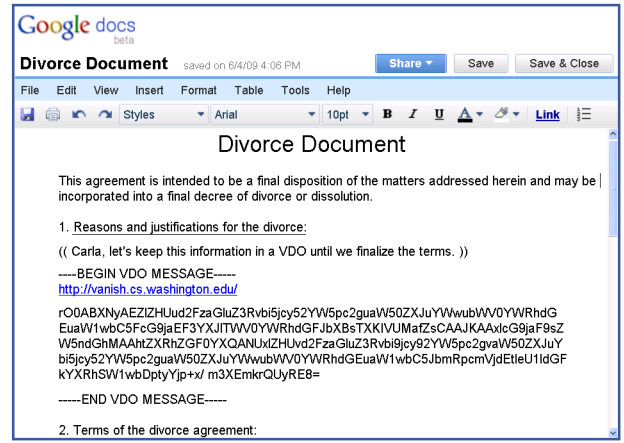 Google docs
beta
Divorce Document saved on 6/4/09 4:06 PM Share Save Save & Close
File Edit View Insert Format Table Tools Help
Styles Arial 10pt B I U A Link
Divorce Document
This agreement is intended to be a final disposition of the matters addressed herein and may be
incorporated into a final decree of divorce or dissolution.
1. Reasons and justifications for the divorce:
(( Carla, let's keep this information in a VDO until we finalize the terms. ))
----BEGIN VDO MESSAGE-----
http://vanish.cs.washington.edu/
rO0ABXNyAEZlZHUud2FzaGluZ3Rvbi5jcy52YW5pc2guaW50ZXJuYWwubWV0YWRhdG
EuaW1wbC5FcG9jaEF3YXJlTWV0YWRhdGFJbXBsTXKlVUMafZsCAAJKAAxlcG9jaF9sZ
W5ndGhMAAhtZXRhZGF0YXQANUxlZHUvd2FzaGluZ3Rvbi9jcy92YW5pc2gvaW50ZXJuY
bi5jcy52YW5pc2guaW50ZXJuYWwubWV0YWRhdGEuaW1wbC5JbmRpcmVjdEtleU1ldGF
kYXRhSW1wbDptyYjp+x/ m3XEmkrQUyRE8=
-----END VDO MESSAGE-----
2. Terms of the divorce agreement: